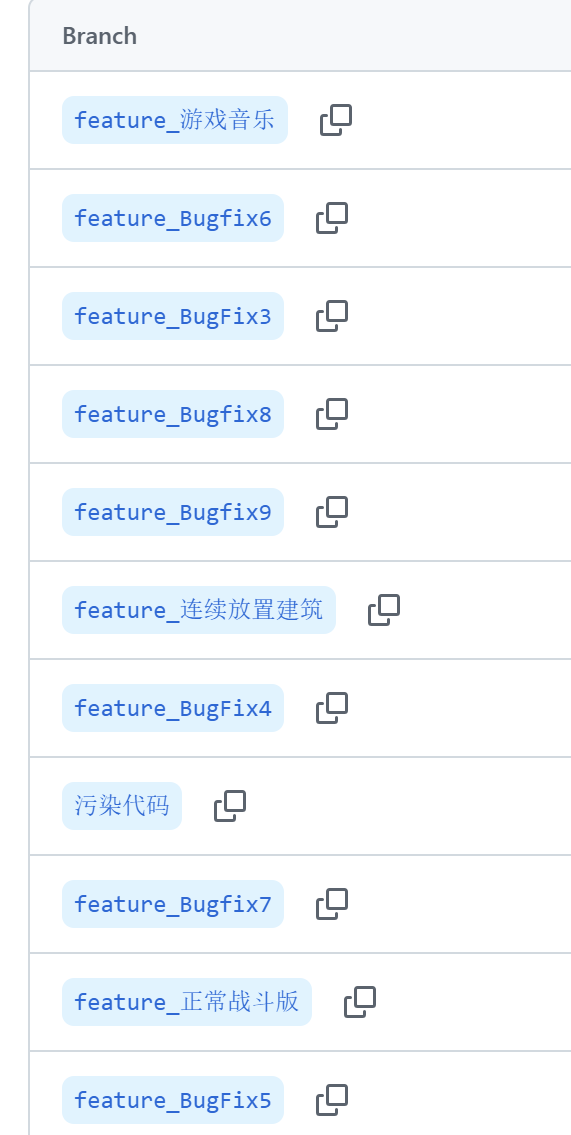 Branch
feature_游戏音乐
feature_Bugfix6
feature_BugFix3
feature_Bugfix8
feature_Bugfix9
feature_连续放置建筑
feature_BugFix4
污染代码
feature_Bugfix7
feature_正常战斗版
feature_BugFix5